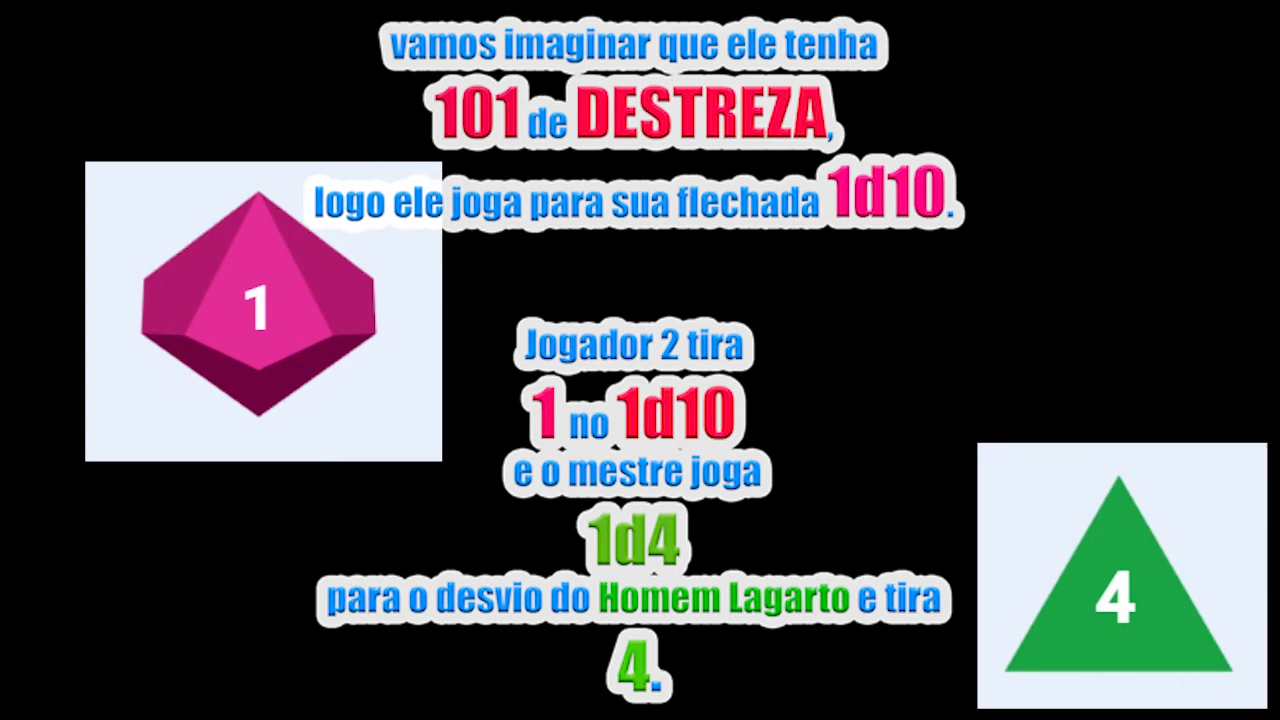 vamos imaginar que ele tenha
101 de DESTREZA,
logo ele joga para sua flechada 1d10.
1
Jogador 2 tira
1 no 1d10
e o mestre joga
1d4
para o desvio do Homem Lagarto e tira
4.
4